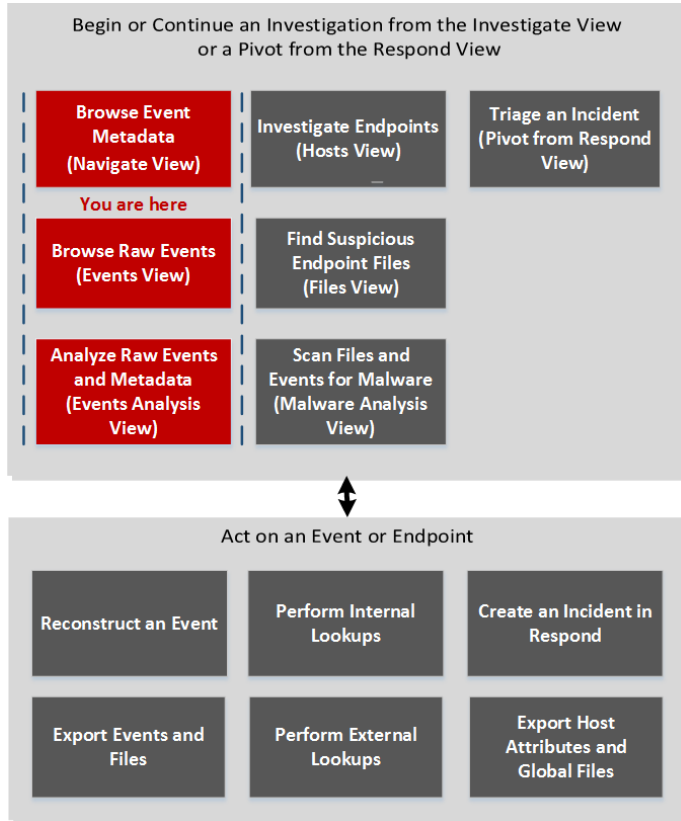 Begin or Continue an Investigation from the Investigate View
or a Pivot from the Respond View
Browse Event
Metadata
(Navigate View)
Investigate Endpoints
(Hosts View)
Triage an Incident
(Pivot from Respond
View)
You are here
Browse Raw Events
(Events View)
Find Suspicious
Endpoint Files
(Files View)
Analyze Raw Events
and Metadata
(Events Analysis
View)
Scan Files and
Events for Malware
(Malware Analysis
View)
Act on an Event or Endpoint
Reconstruct an Event
Perform Internal
Lookups
Create an Incident in
Respond
Export Events and
Files
Perform External
Lookups
Export Host
Attributes and
Global Files